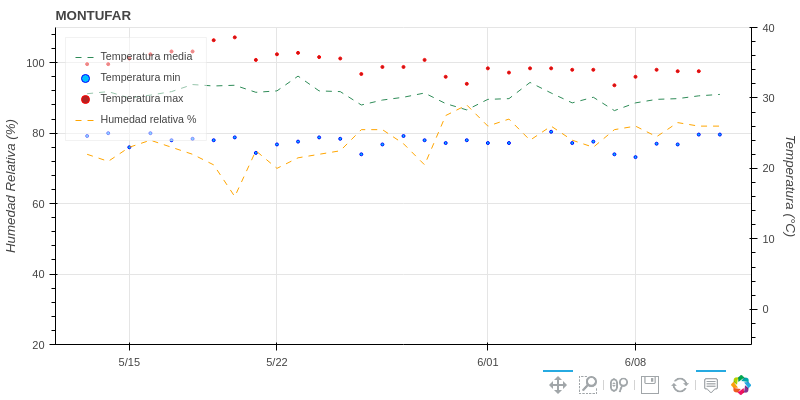 MONTUFAR
Temperatura media
Temperatura min
Temperatura max
Humedad relativa %
Humedad Relativa (%)
100
80
60
40
20
Temperatura (°C)
40
30
20
10
0
5/15
5/22
6/01
6/08